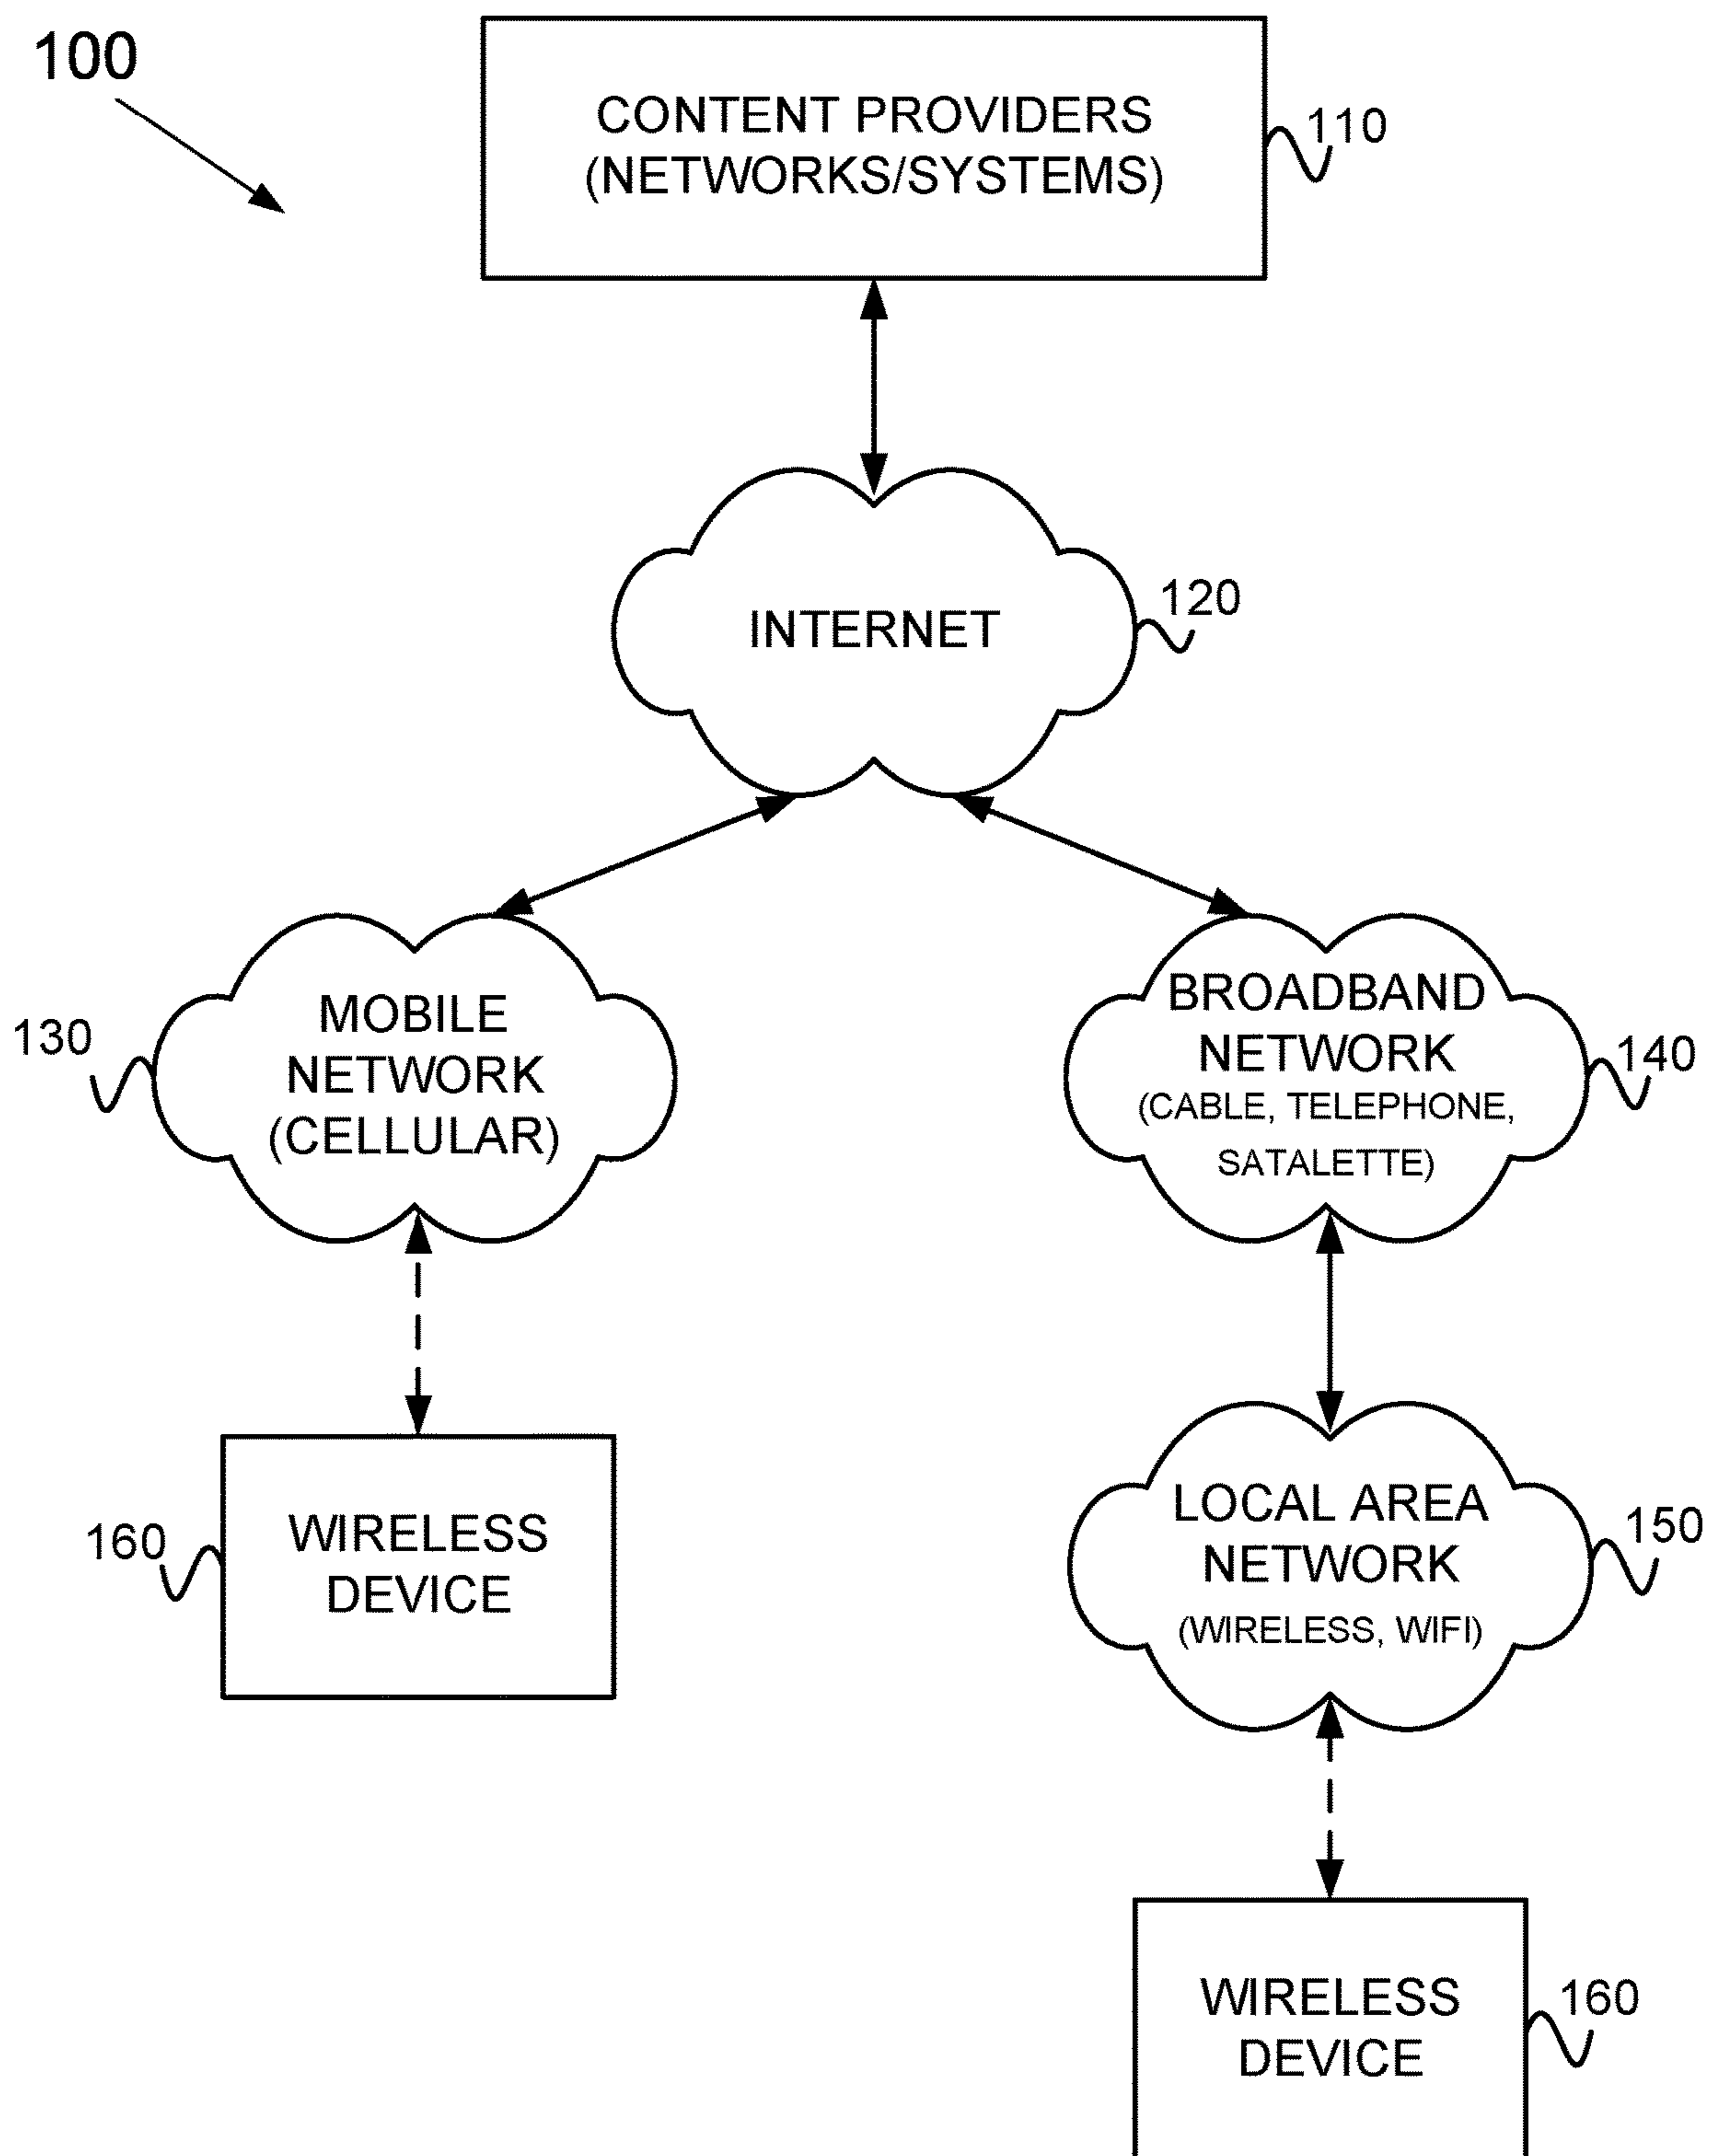 100
CONTENT PROVIDERS
(NETWORKS/SYSTEMS)
110
INTERNET
120
130
MOBILE
NETWORK
(CELLULAR)
BROADBAND
NETWORK
(CABLE, TELEPHONE,
SATALETTE)
140
160
WIRELESS
DEVICE
LOCAL AREA
NETWORK
(WIRELESS, WIFI)
150
WIRELESS
DEVICE
160